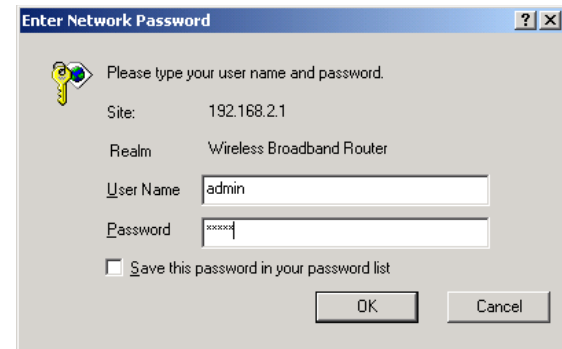 Enter Network Password
Please type your user name and password.
Site: 192.168.2.1
Realm Wireless Broadband Router
User Name admin
Password *****
Save this password in your password list
OK Cancel